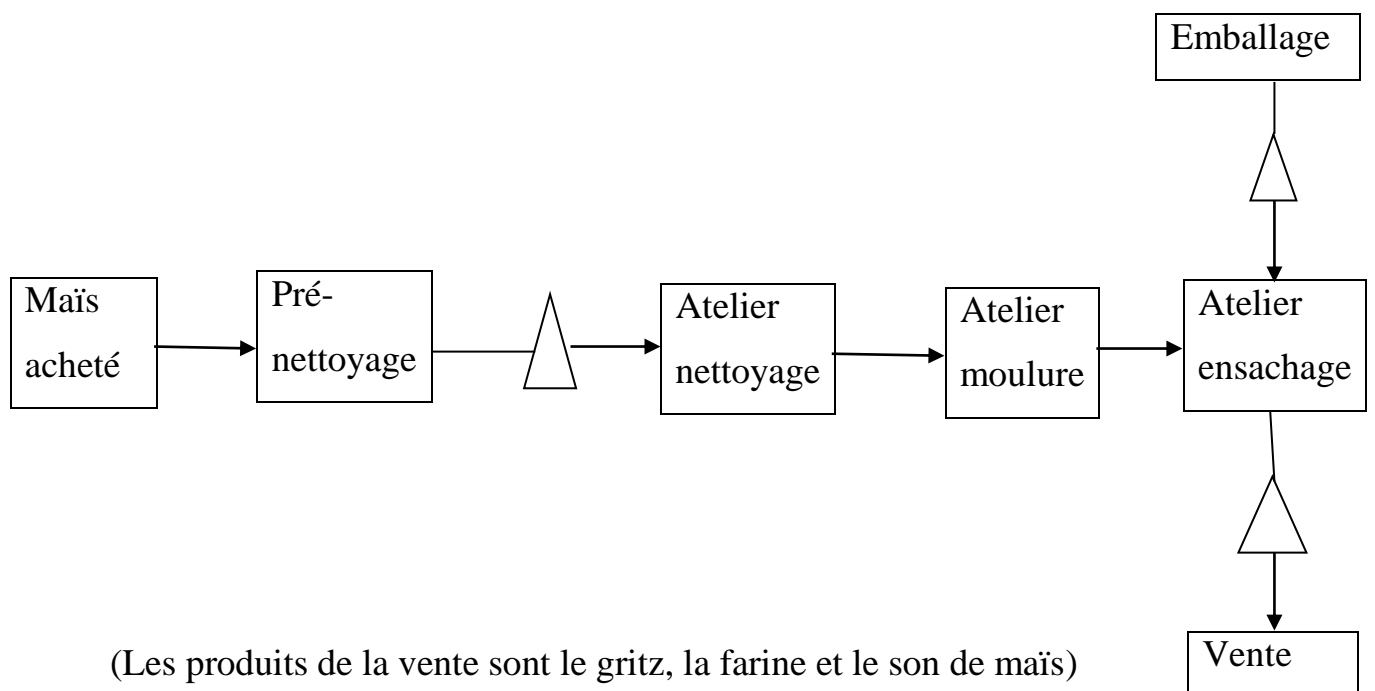 Emballage
Maïs
acheté
Pré-
nettoyage
Atelier
nettoyage
Atelier
moulure
Atelier
ensachage
(Les produits de la vente sont le gritz, la farine et le son de maïs)
Vente